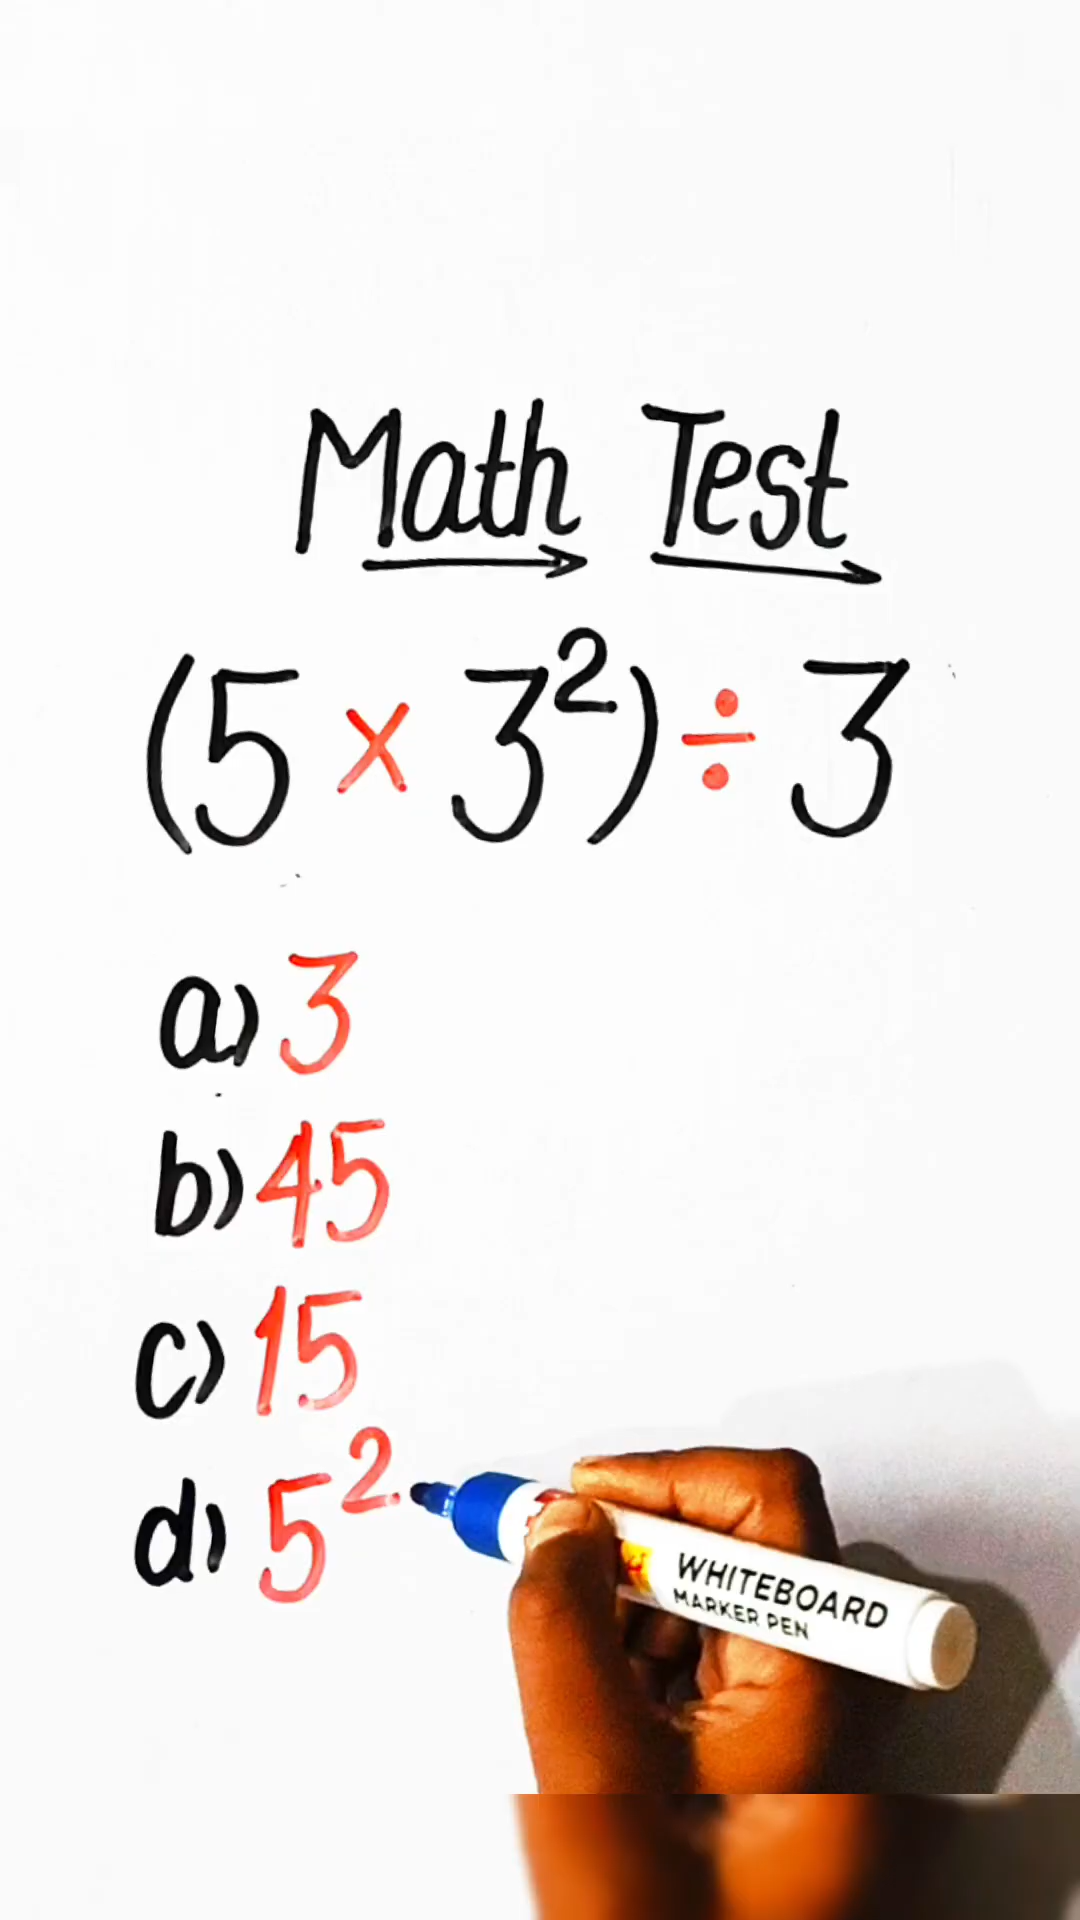 Math Test
(5 × 3²) ÷ 3
a) 3
b) 45
c) 15
d) 5²
WHITEBOARD
MARKER PEN